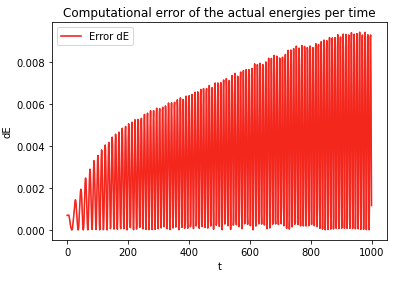 Computational error of the actual energies per time
Error dE
0.008
0.006
0.004
0.002
0.000
dE
0 200 400 600 800 1000
t